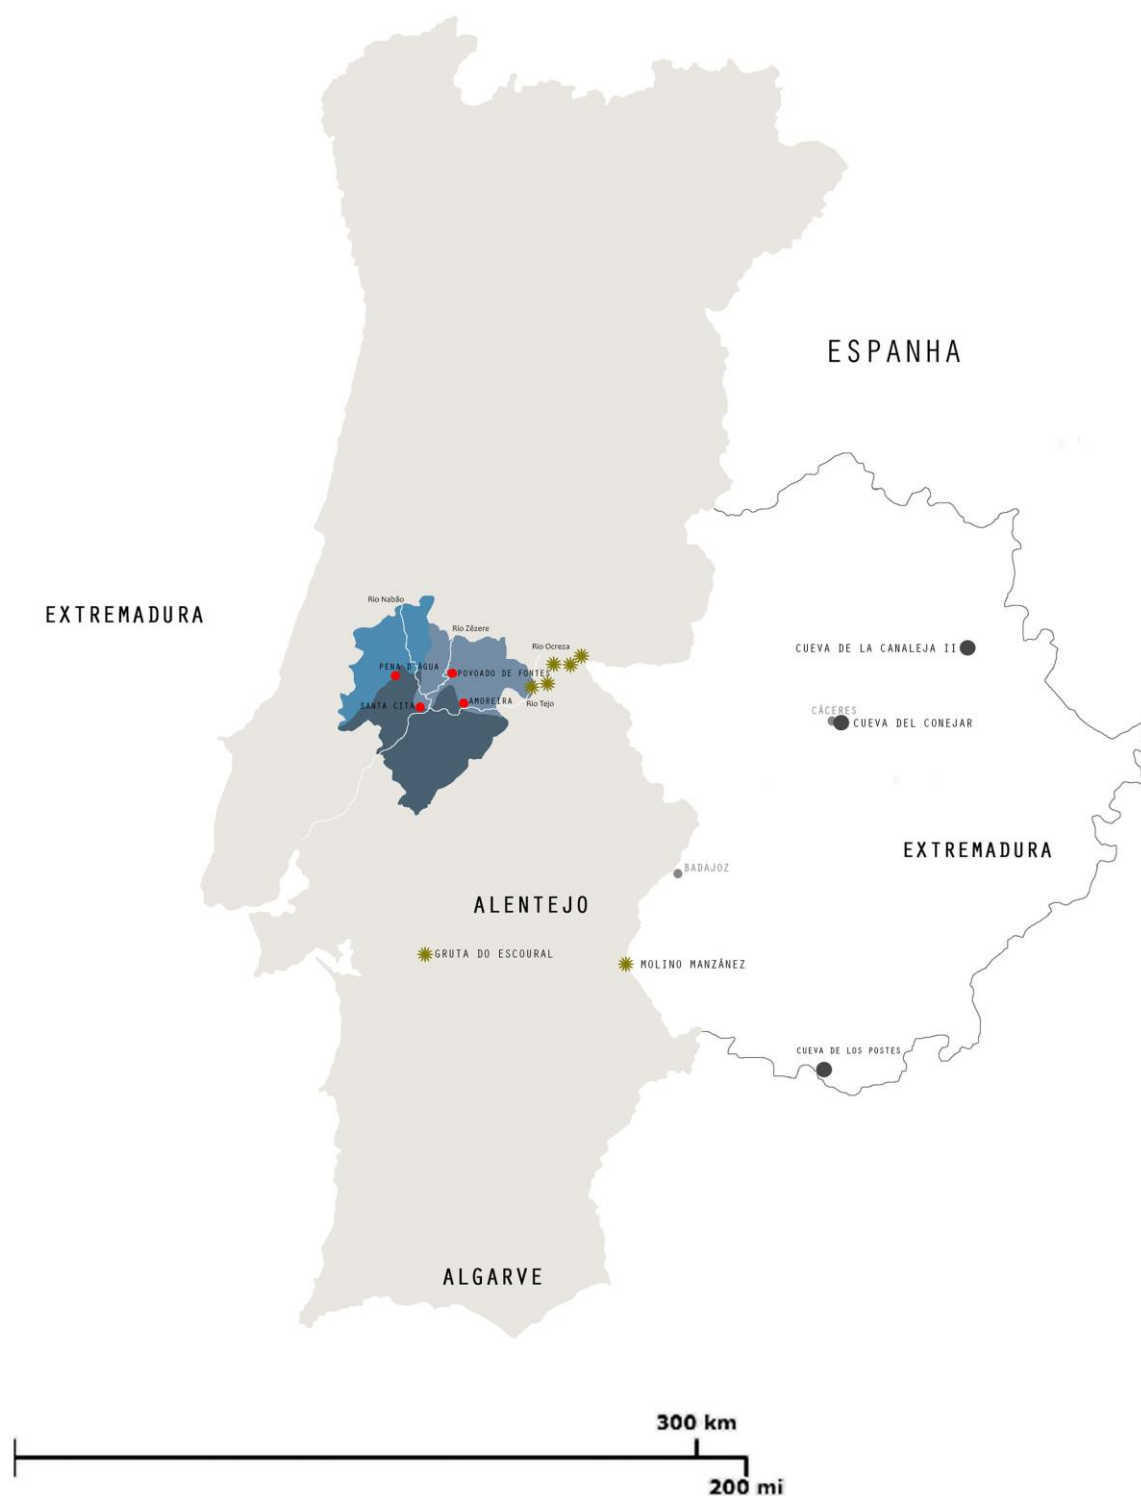 ESPANHA
Rio Nabão
EXTREMADURA
Rio Zêzere
Rio Ocreza
CUEVA DE LA CANALEJA II
PENA D'ÁGUA
POVOADO DE FONTES
AMOREIRA
SANTA CITA
Rio Tejo
CÁCERES
CUEVA DEL CONEJAR
EXTREMADURA
BADAJOZ
ALENTEJO
GRUTA DO ESCOURAL
MOLINO MANZÁNEZ
CUEVA DE LOS POSTES
ALGARVE
300 km
200 mi